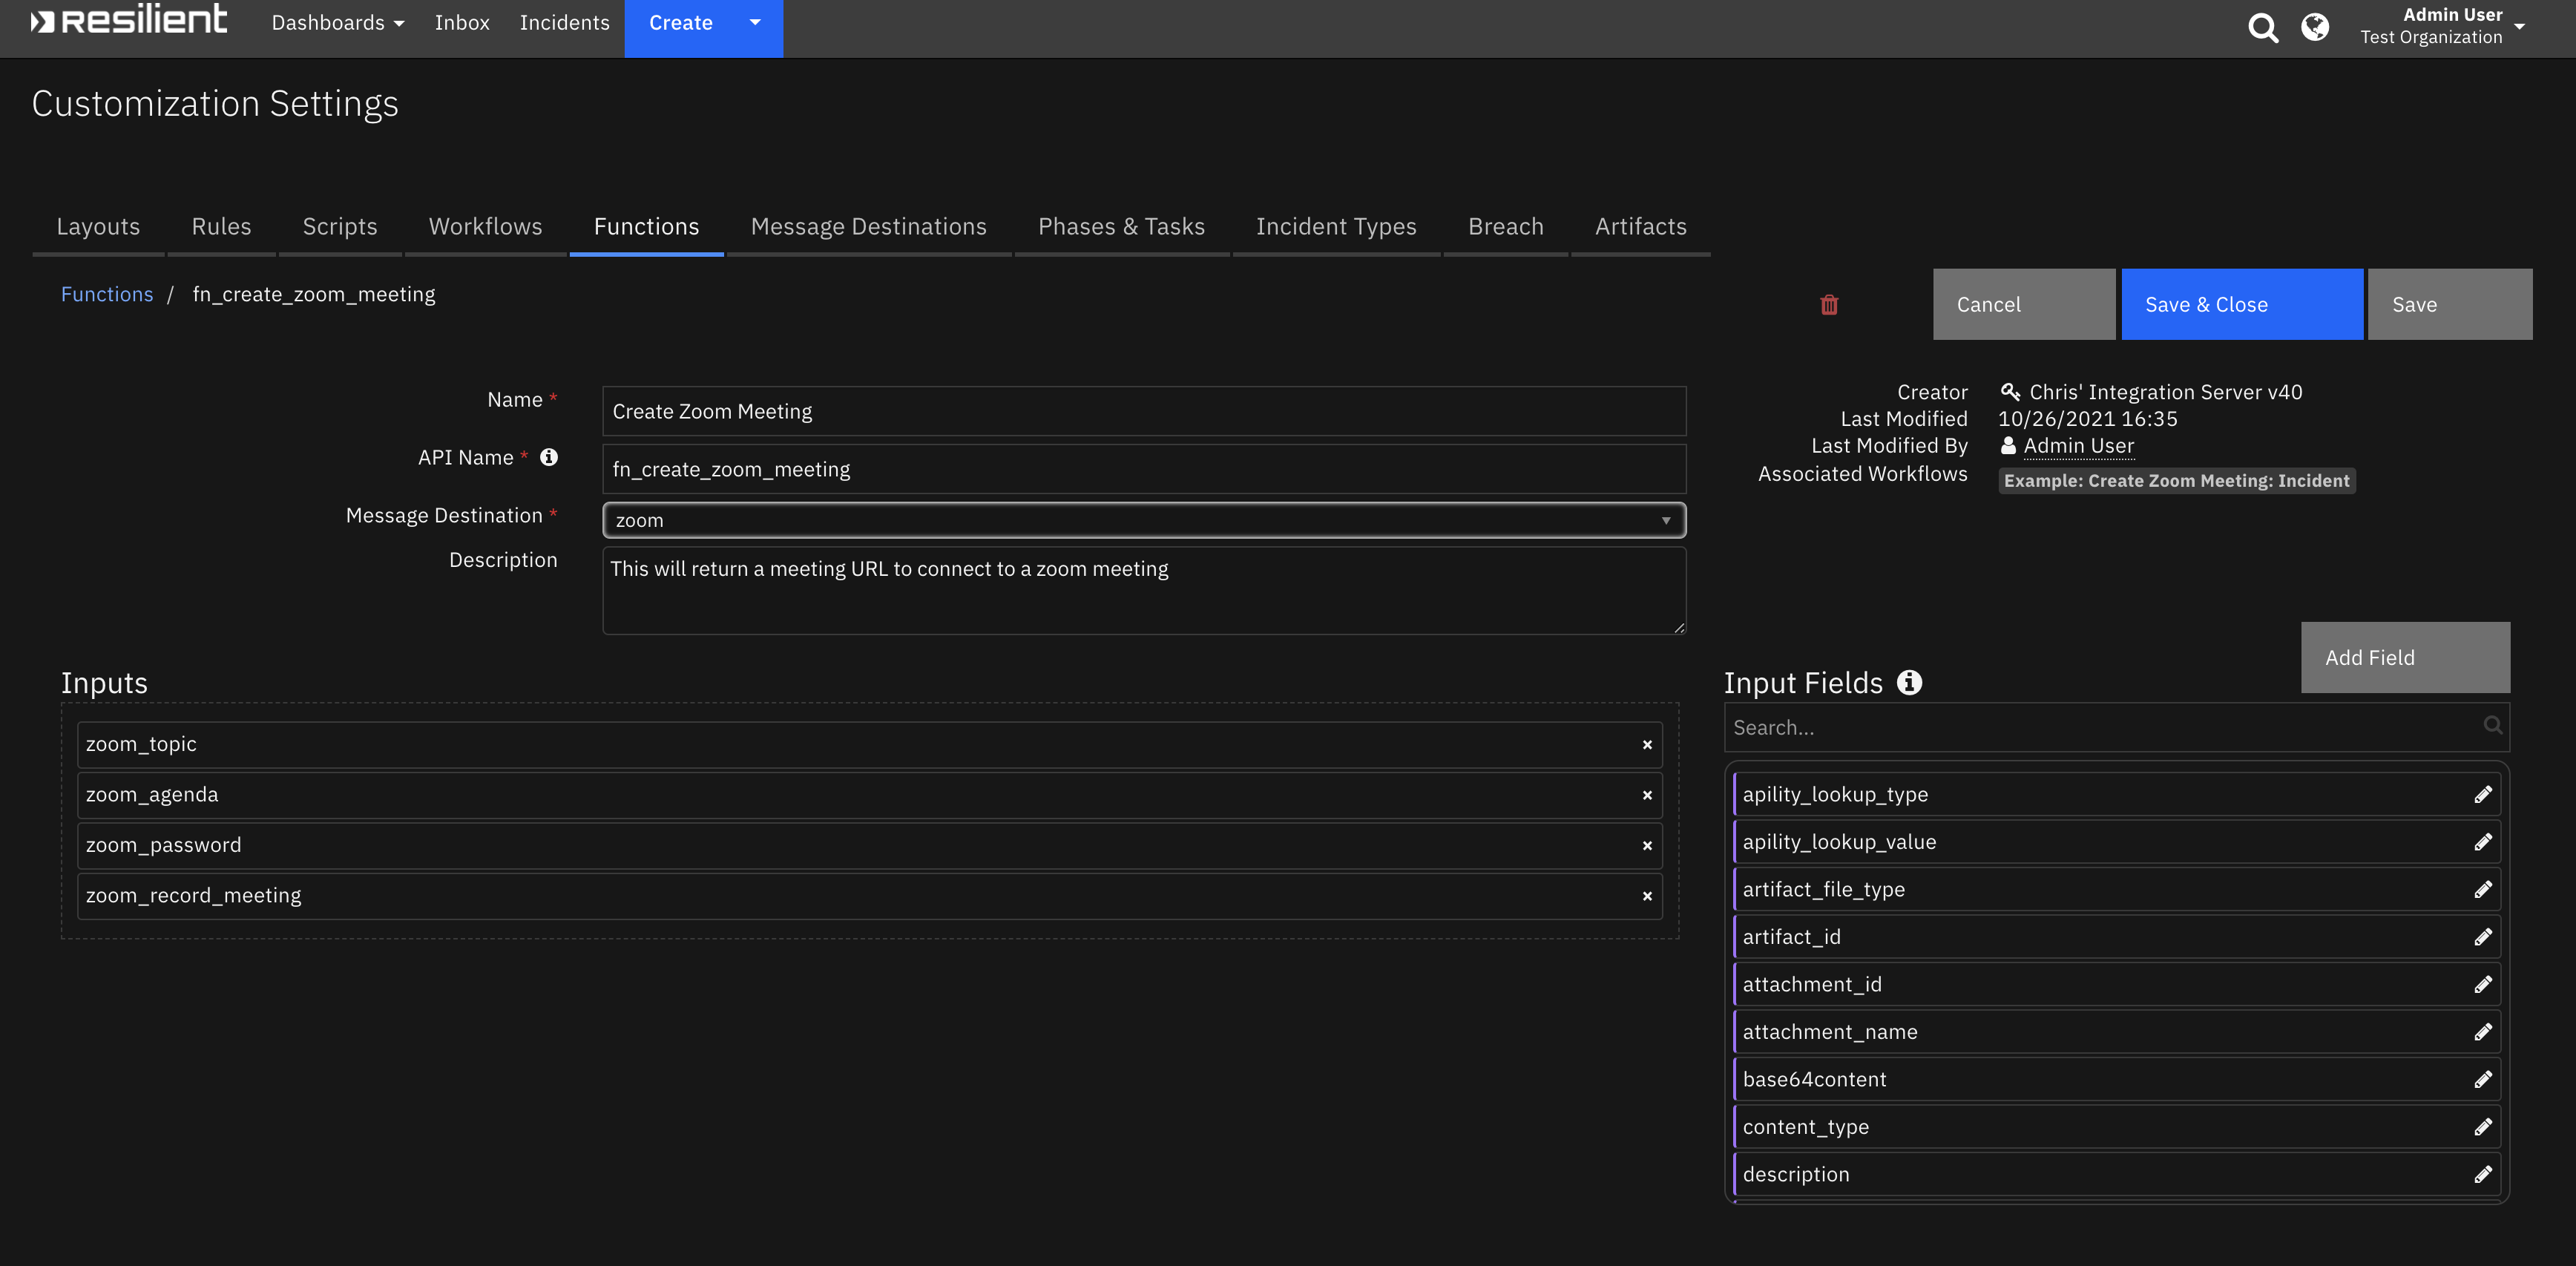 resilient Dashboards Inbox Incidents Create Admin User
Test Organization
Customization Settings
Layouts Rules Scripts Workflows Functions Message Destinations Phases & Tasks Incident Types Breach Artifacts
Functions / fn_create_zoom_meeting
Cancel Save & Close Save
Name * Create Zoom Meeting
API Name * fn_create_zoom_meeting
Message Destination * zoom
Description This will return a meeting URL to connect to a zoom meeting
Creator Chris' Integration Server v40
Last Modified 10/26/2021 16:35
Last Modified By Admin User
Associated Workflows Example: Create Zoom Meeting: Incident
Inputs
zoom_topic
zoom_agenda
zoom_password
zoom_record_meeting
Add Field
Input Fields
Search...
apility_lookup_type
apility_lookup_value
artifact_file_type
artifact_id
attachment_id
attachment_name
base64content
content_type
description